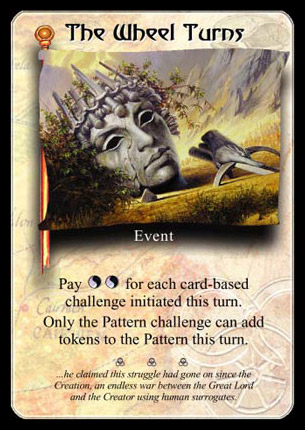 The Wheel Turns
Event
Pay for each card-based
challenge initiated this turn.
Only the Pattern challenge can add
tokens to the Pattern this turn.
...he claimed this struggle had gone on since the
Creation, an endless war between the Great Lord
and the Creator using human surrogates.